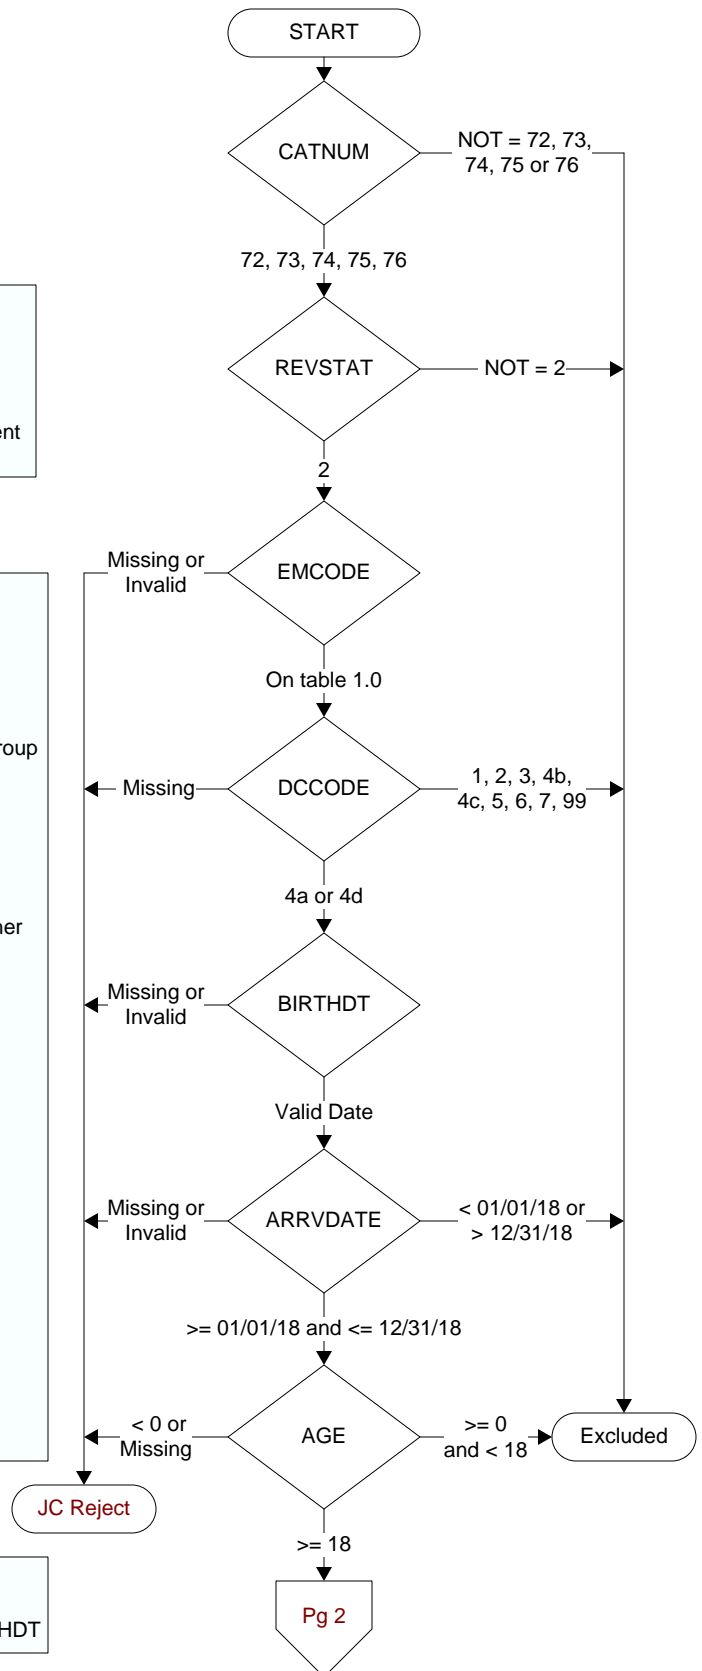 START
CATNUM
NOT = 72, 73,
74, 75 or 76
72, 73, 74, 75, 76
REVSTAT
NOT = 2
2
Missing or
Invalid
EMCODE
On table 1.0
Missing
DCCODE
1, 2, 3, 4b,
4c, 5, 6, 7, 99
4a or 4d
Missing or
Invalid
BIRTHDT
Valid Date
Missing or
Invalid
ARRVDATE
< 01/01/18 or
> 12/31/18
>= 01/01/18 and <= 12/31/18
< 0 or
Missing
AGE
>= 0
and < 18
Excluded
JC Reject
>= 18
Pg 2